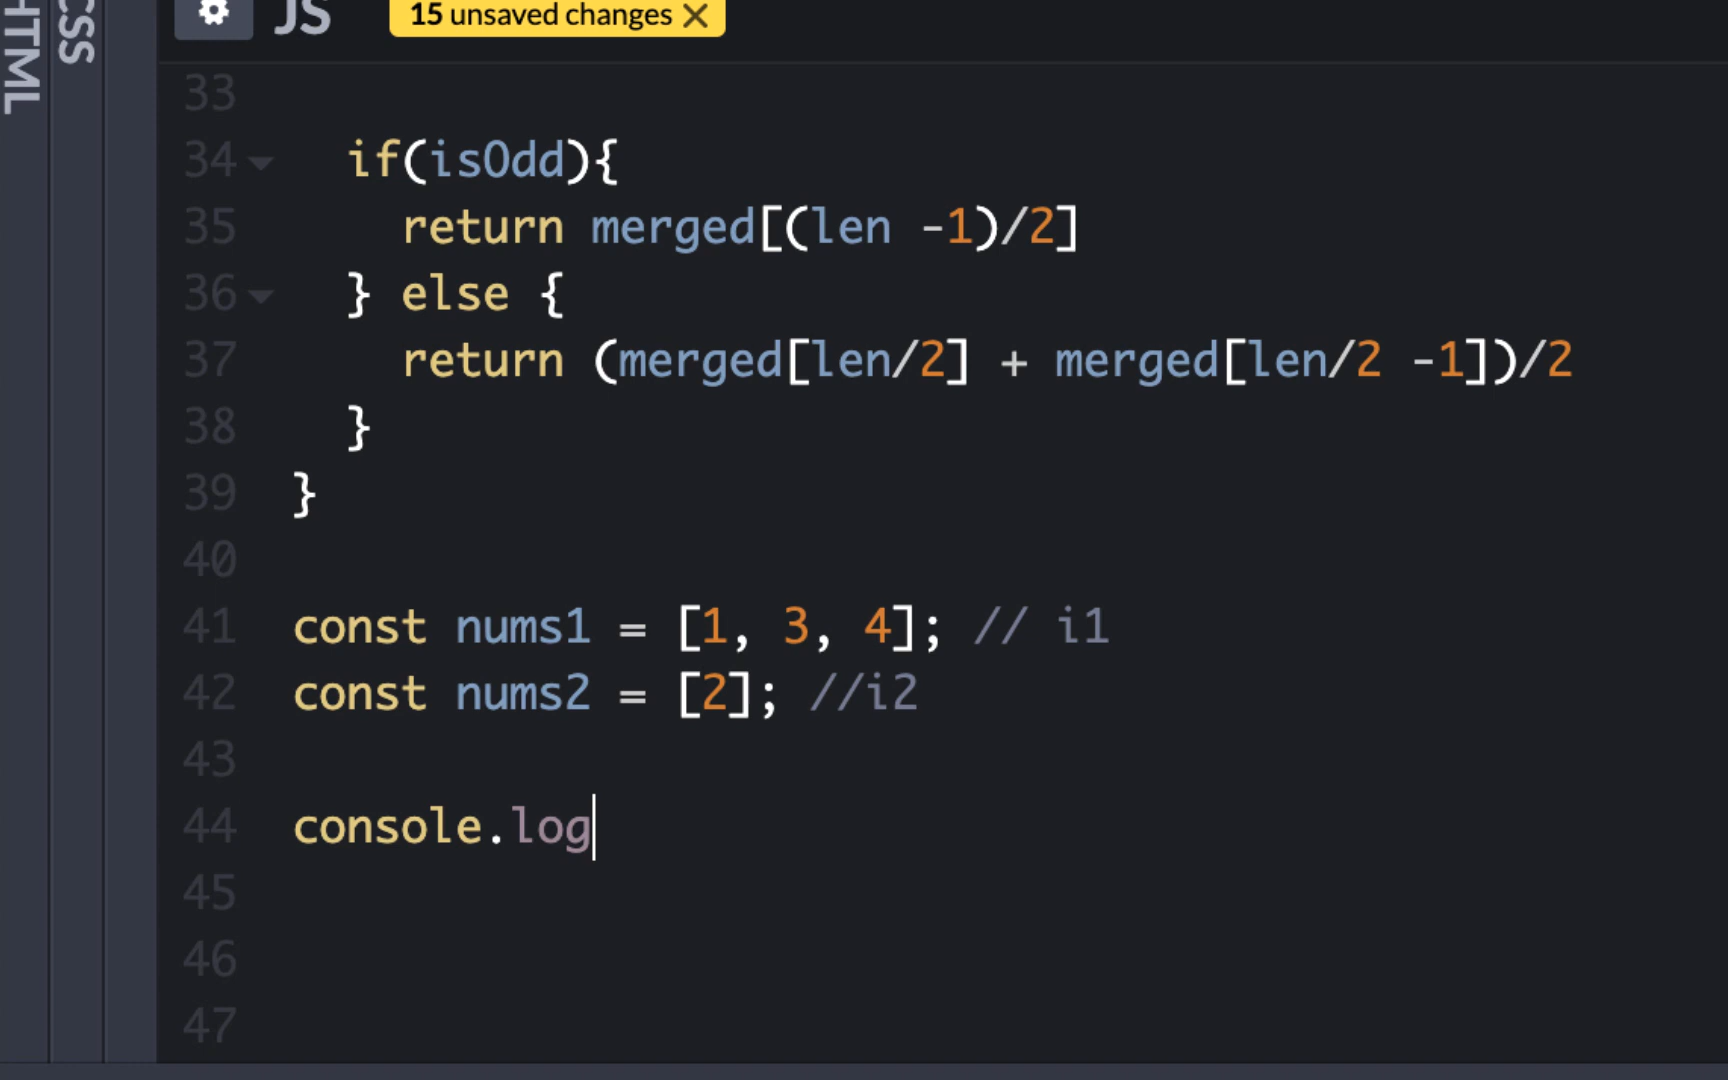 HTML
CSS
JS
15 unsaved changes
33
34 if(isOdd){
35 return merged[(len -1)/2]
36 } else {
37 return (merged[len/2] + merged[len/2 -1])/2
38 }
39 }
40
41 const nums1 = [1, 3, 4]; // i1
42 const nums2 = [2]; //i2
43
44 console.log
45
46
47